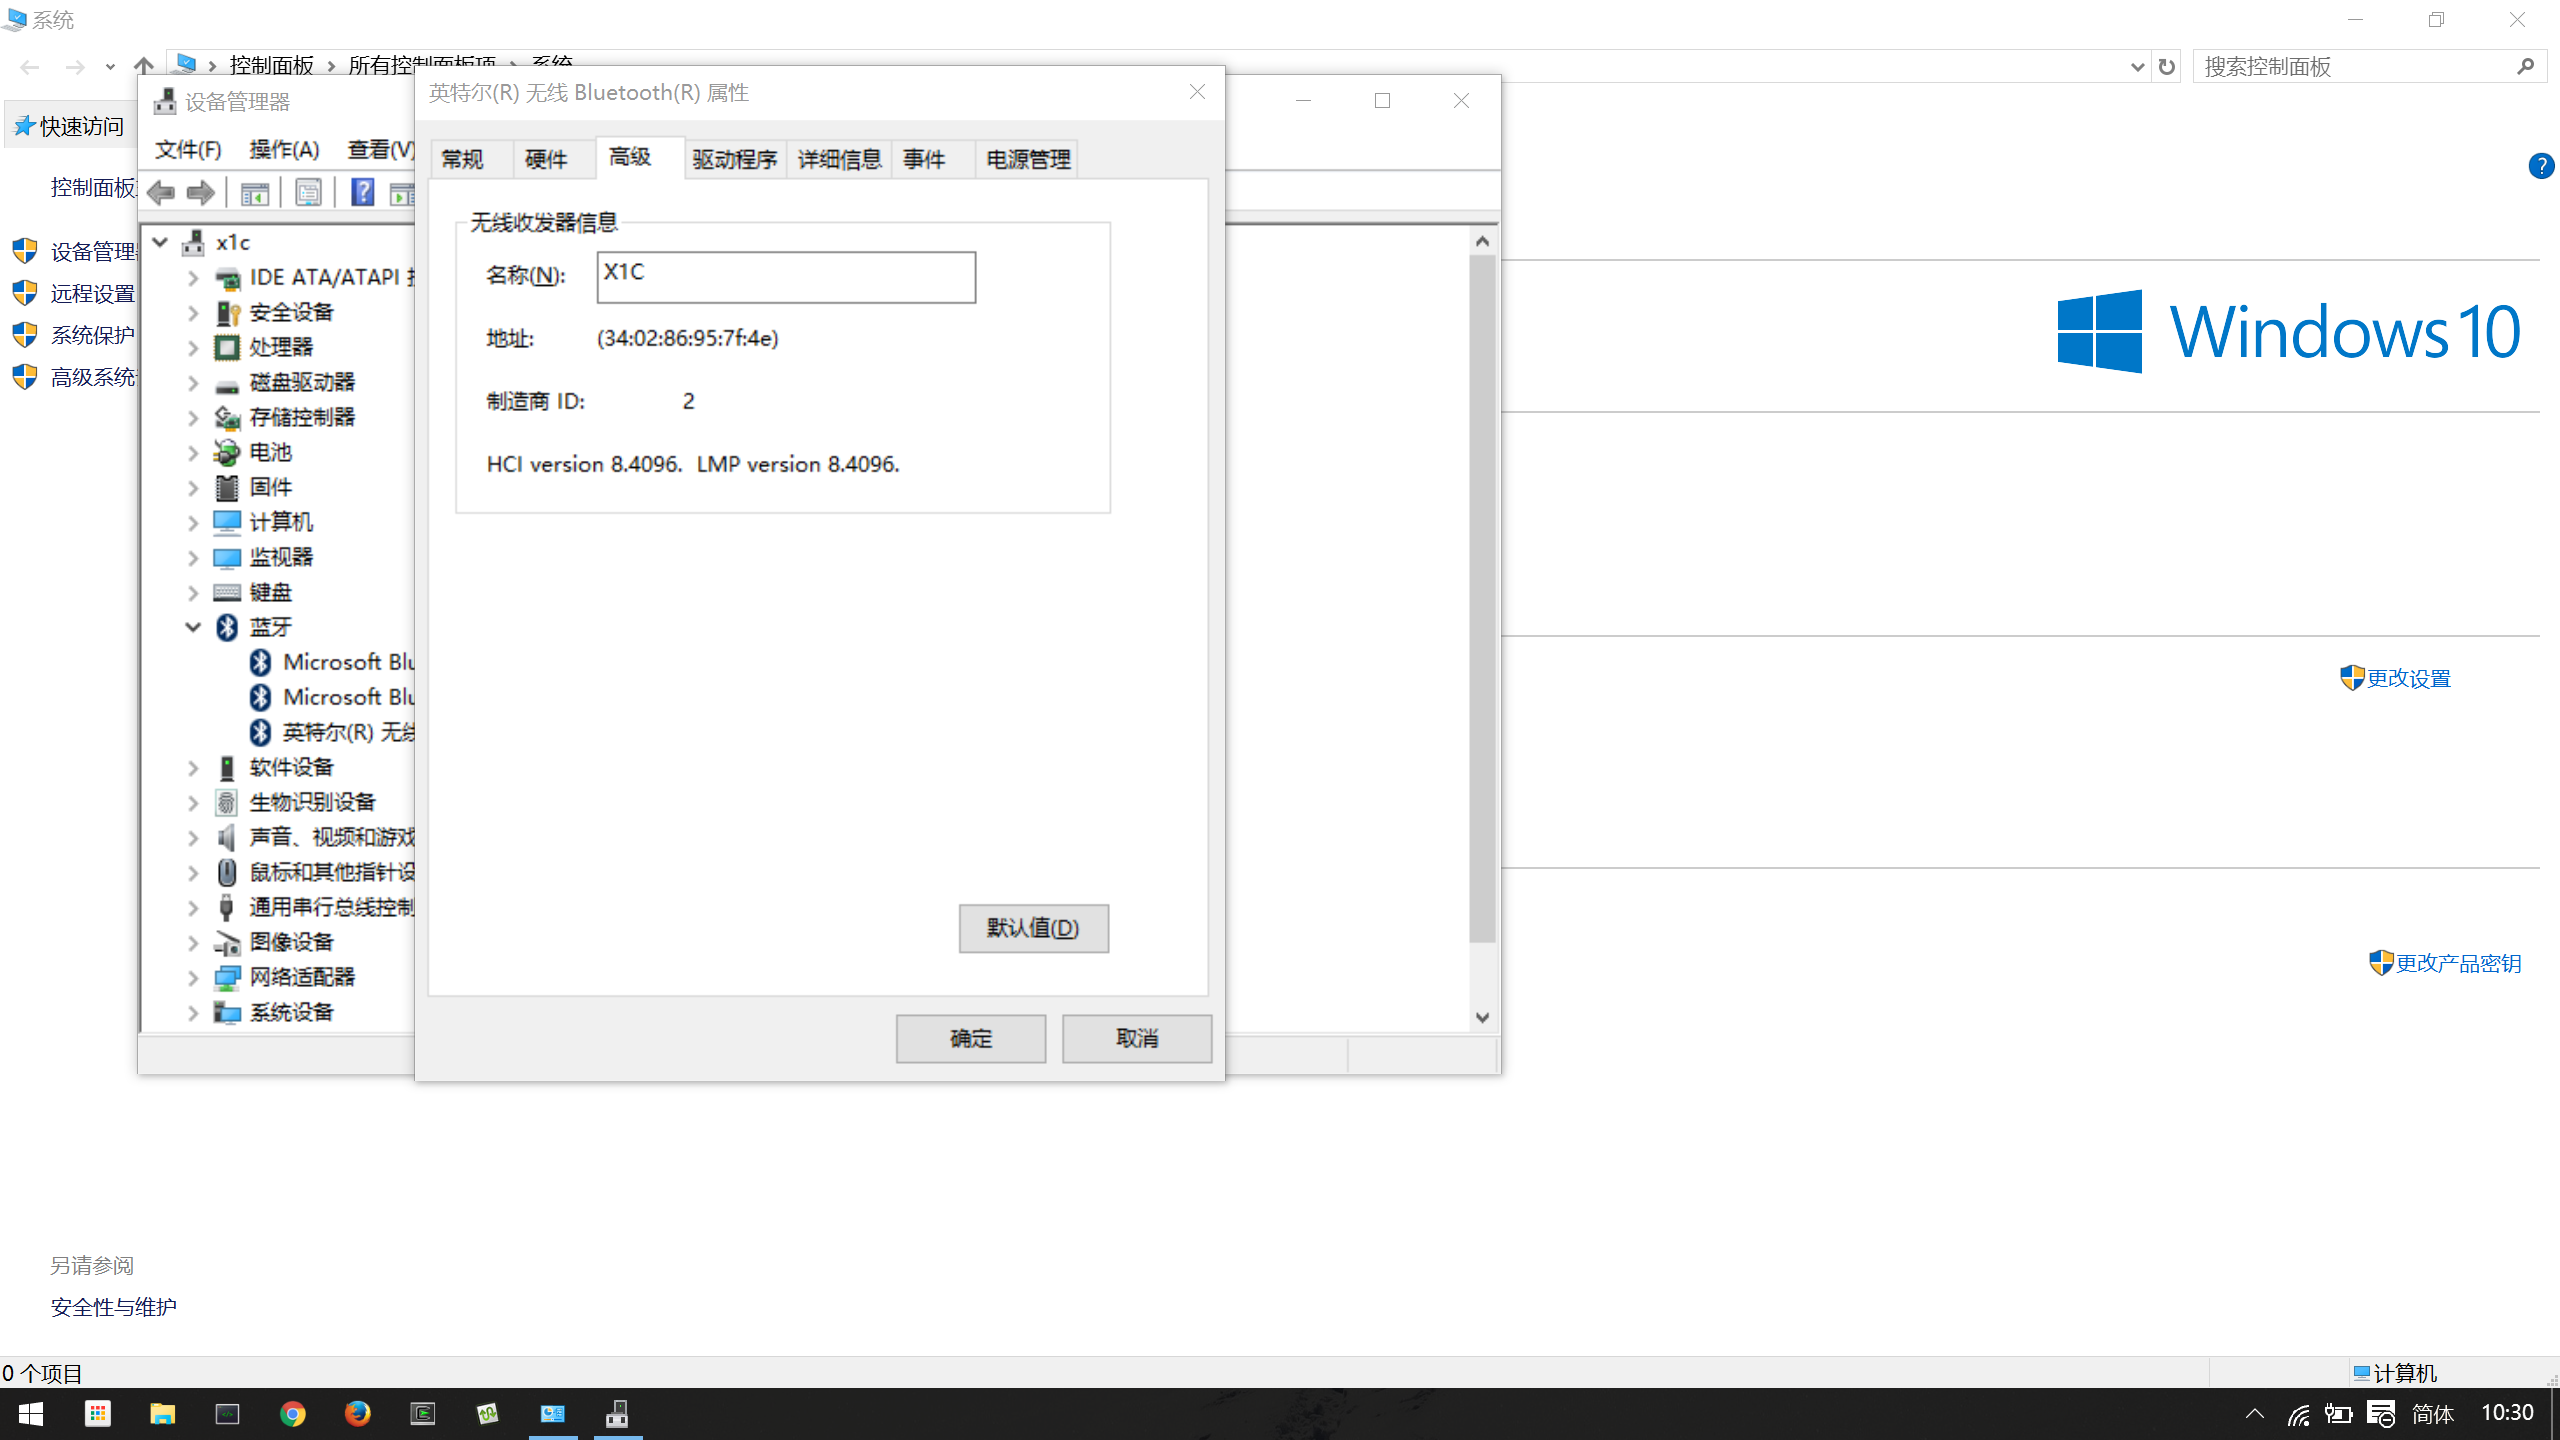 系统
控制面板 › 所有控制面板项 › 系统
搜索控制面板
快速访问
控制面板
设备管理
远程设置
系统保护
高级系统
另请参阅
安全性与维护
0 个项目
计算机
设备管理器
文件(F) 操作(A) 查看(V)
x1c
IDE ATA/ATAPI
安全设备
处理器
磁盘驱动器
存储控制器
电池
固件
计算机
监视器
键盘
蓝牙
Microsoft Blu
Microsoft Blu
英特尔(R) 无线
软件设备
生物识别设备
声音、视频和游戏
鼠标和其他指针设
通用串行总线控制
图像设备
网络适配器
系统设备
英特尔(R) 无线 Bluetooth(R) 属性
常规 硬件 高级 驱动程序 详细信息 事件 电源管理
无线收发器信息
名称(N): X1C
地址: (34:02:86:95:7f:4e)
制造商 ID: 2
HCI version 8.4096. LMP version 8.4096.
默认值(D)
确定 取消
Windows 10
更改设置
更改产品密钥
简体 10:30